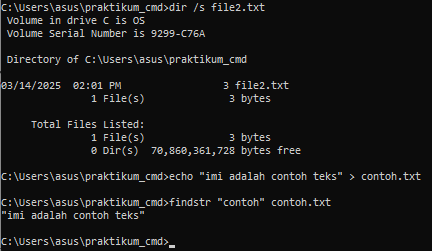 C:\Users\asus\praktikum_cmd>dir /s file2.txt
Volume in drive C is OS
Volume Serial Number is 9299-C76A
Directory of C:\Users\asus\praktikum_cmd
03/14/2025  02:01 PM                 3 file2.txt
1 File(s)              3 bytes
Total Files Listed:
1 File(s)              3 bytes
0 Dir(s)  70,860,361,728 bytes free
C:\Users\asus\praktikum_cmd>echo "imi adalah contoh teks" > contoh.txt
C:\Users\asus\praktikum_cmd>findstr "contoh" contoh.txt
"imi adalah contoh teks"
C:\Users\asus\praktikum_cmd>